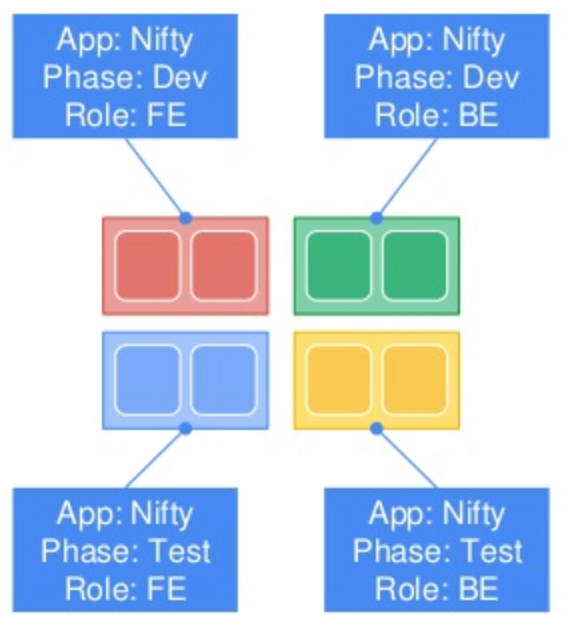 App: Nifty
Phase: Dev
Role: FE
App: Nifty
Phase: Dev
Role: BE
App: Nifty
Phase: Test
Role: FE
App: Nifty
Phase: Test
Role: BE